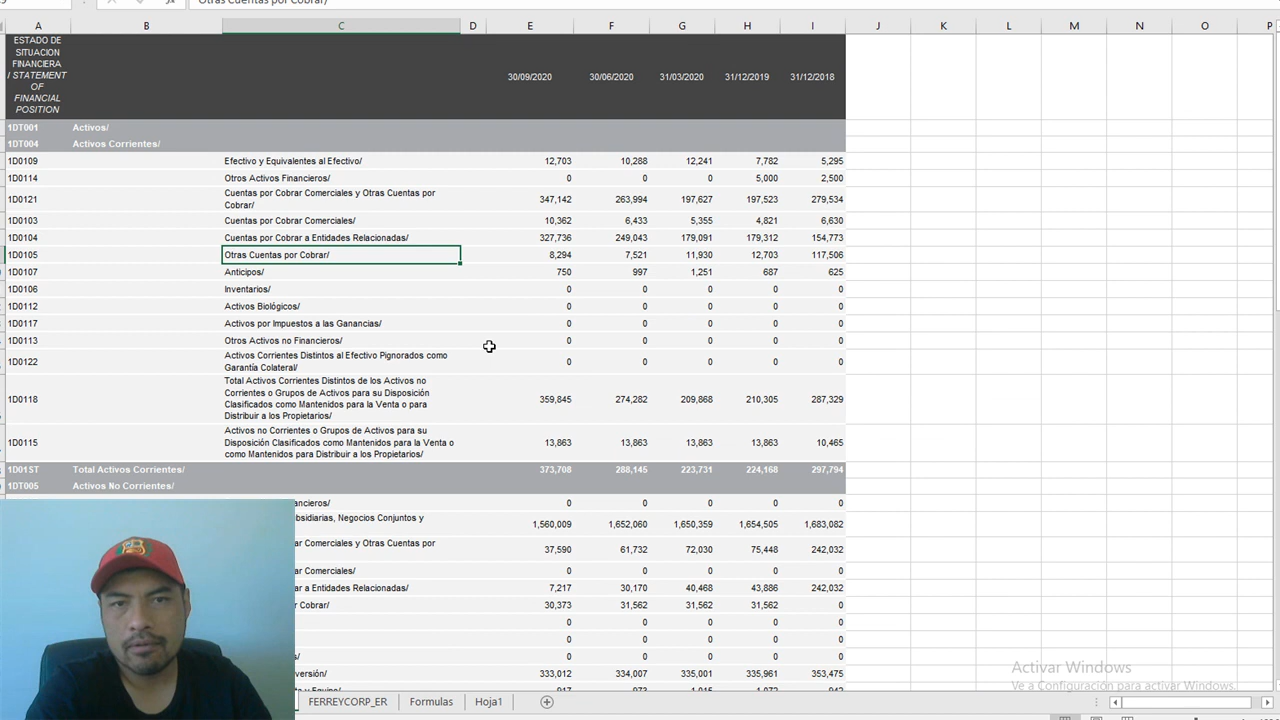 Otras Cuentas por Cobrar/
A B C D E F G H I J K L M N O P
ESTADO DE
SITUACION
FINANCIERA
/ STATEMENT
OF
FINANCIAL
POSITION
30/09/2020 30/06/2020 31/03/2020 31/12/2019 31/12/2018
1DT001 Activos/
1DT004 Activos Corrientes/
1D0109 Efectivo y Equivalentes al Efectivo/ 12,703 10,288 12,241 7,782 5,295
1D0114 Otros Activos Financieros/ 0 0 0 5,000 2,500
Cuentas por Cobrar Comerciales y Otras Cuentas por
1D0121 Cobrar/ 347,142 263,994 197,627 197,523 279,534
1D0103 Cuentas por Cobrar Comerciales/ 10,362 6,433 5,355 4,821 6,630
1D0104 Cuentas por Cobrar a Entidades Relacionadas/ 327,736 249,043 179,091 179,312 154,773
1D0105 Otras Cuentas por Cobrar/ 8,294 7,521 11,930 12,703 117,506
1D0107 Anticipos/ 750 997 1,251 687 625
1D0106 Inventarios/ 0 0 0 0 0
1D0112 Activos Biológicos/ 0 0 0 0 0
1D0117 Activos por Impuestos a las Ganancias/ 0 0 0 0 0
1D0113 Otros Activos no Financieros/ 0 0 0 0 0
Activos Corrientes Distintos al Efectivo Pignorados como
1D0122 Garantía Colateral/ 0 0 0 0 0
Total Activos Corrientes Distintos de los Activos no
Corrientes o Grupos de Activos para su Disposición
1D0118 Clasificados como Mantenidos para la Venta o para 359,845 274,282 209,868 210,305 287,329
Distribuir a los Propietarios/
Activos no Corrientes o Grupos de Activos para su
1D0115 Disposición Clasificados como Mantenidos para la Venta o 13,863 13,863 13,863 13,863 10,465
como Mantenidos para Distribuir a los Propietarios/
1D01ST Total Activos Corrientes/ 373,708 288,145 223,731 224,168 297,794
1DT005 Activos No Corrientes/
ancieros/ 0 0 0 0 0
bsidiarias, Negocios Conjuntos y
1,560,009 1,652,060 1,650,359 1,654,505 1,683,082
ar Comerciales y Otras Cuentas por
37,590 61,732 72,030 75,448 242,032
ar Comerciales/ 0 0 0 0 0
ar a Entidades Relacionadas/ 7,217 30,170 40,468 43,886 242,032
r Cobrar/ 30,373 31,562 31,562 31,562 0
0 0 0 0 0
0 0 0 0 0
s/ 0 0 0 0 0
versión/ 333,012 334,007 335,001 335,961 353,475
Activar Windows
Ve a Configuración para activar Windows.
FERREYCORP_ER Formulas Hoja1